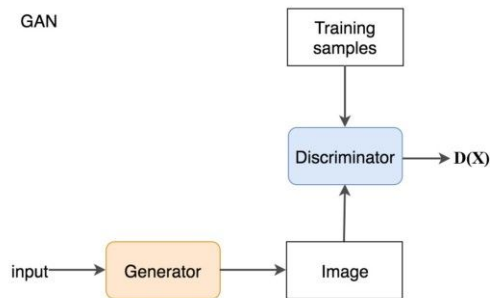 GAN
Training
samples
Discriminator
D(X)
input
Generator
Image